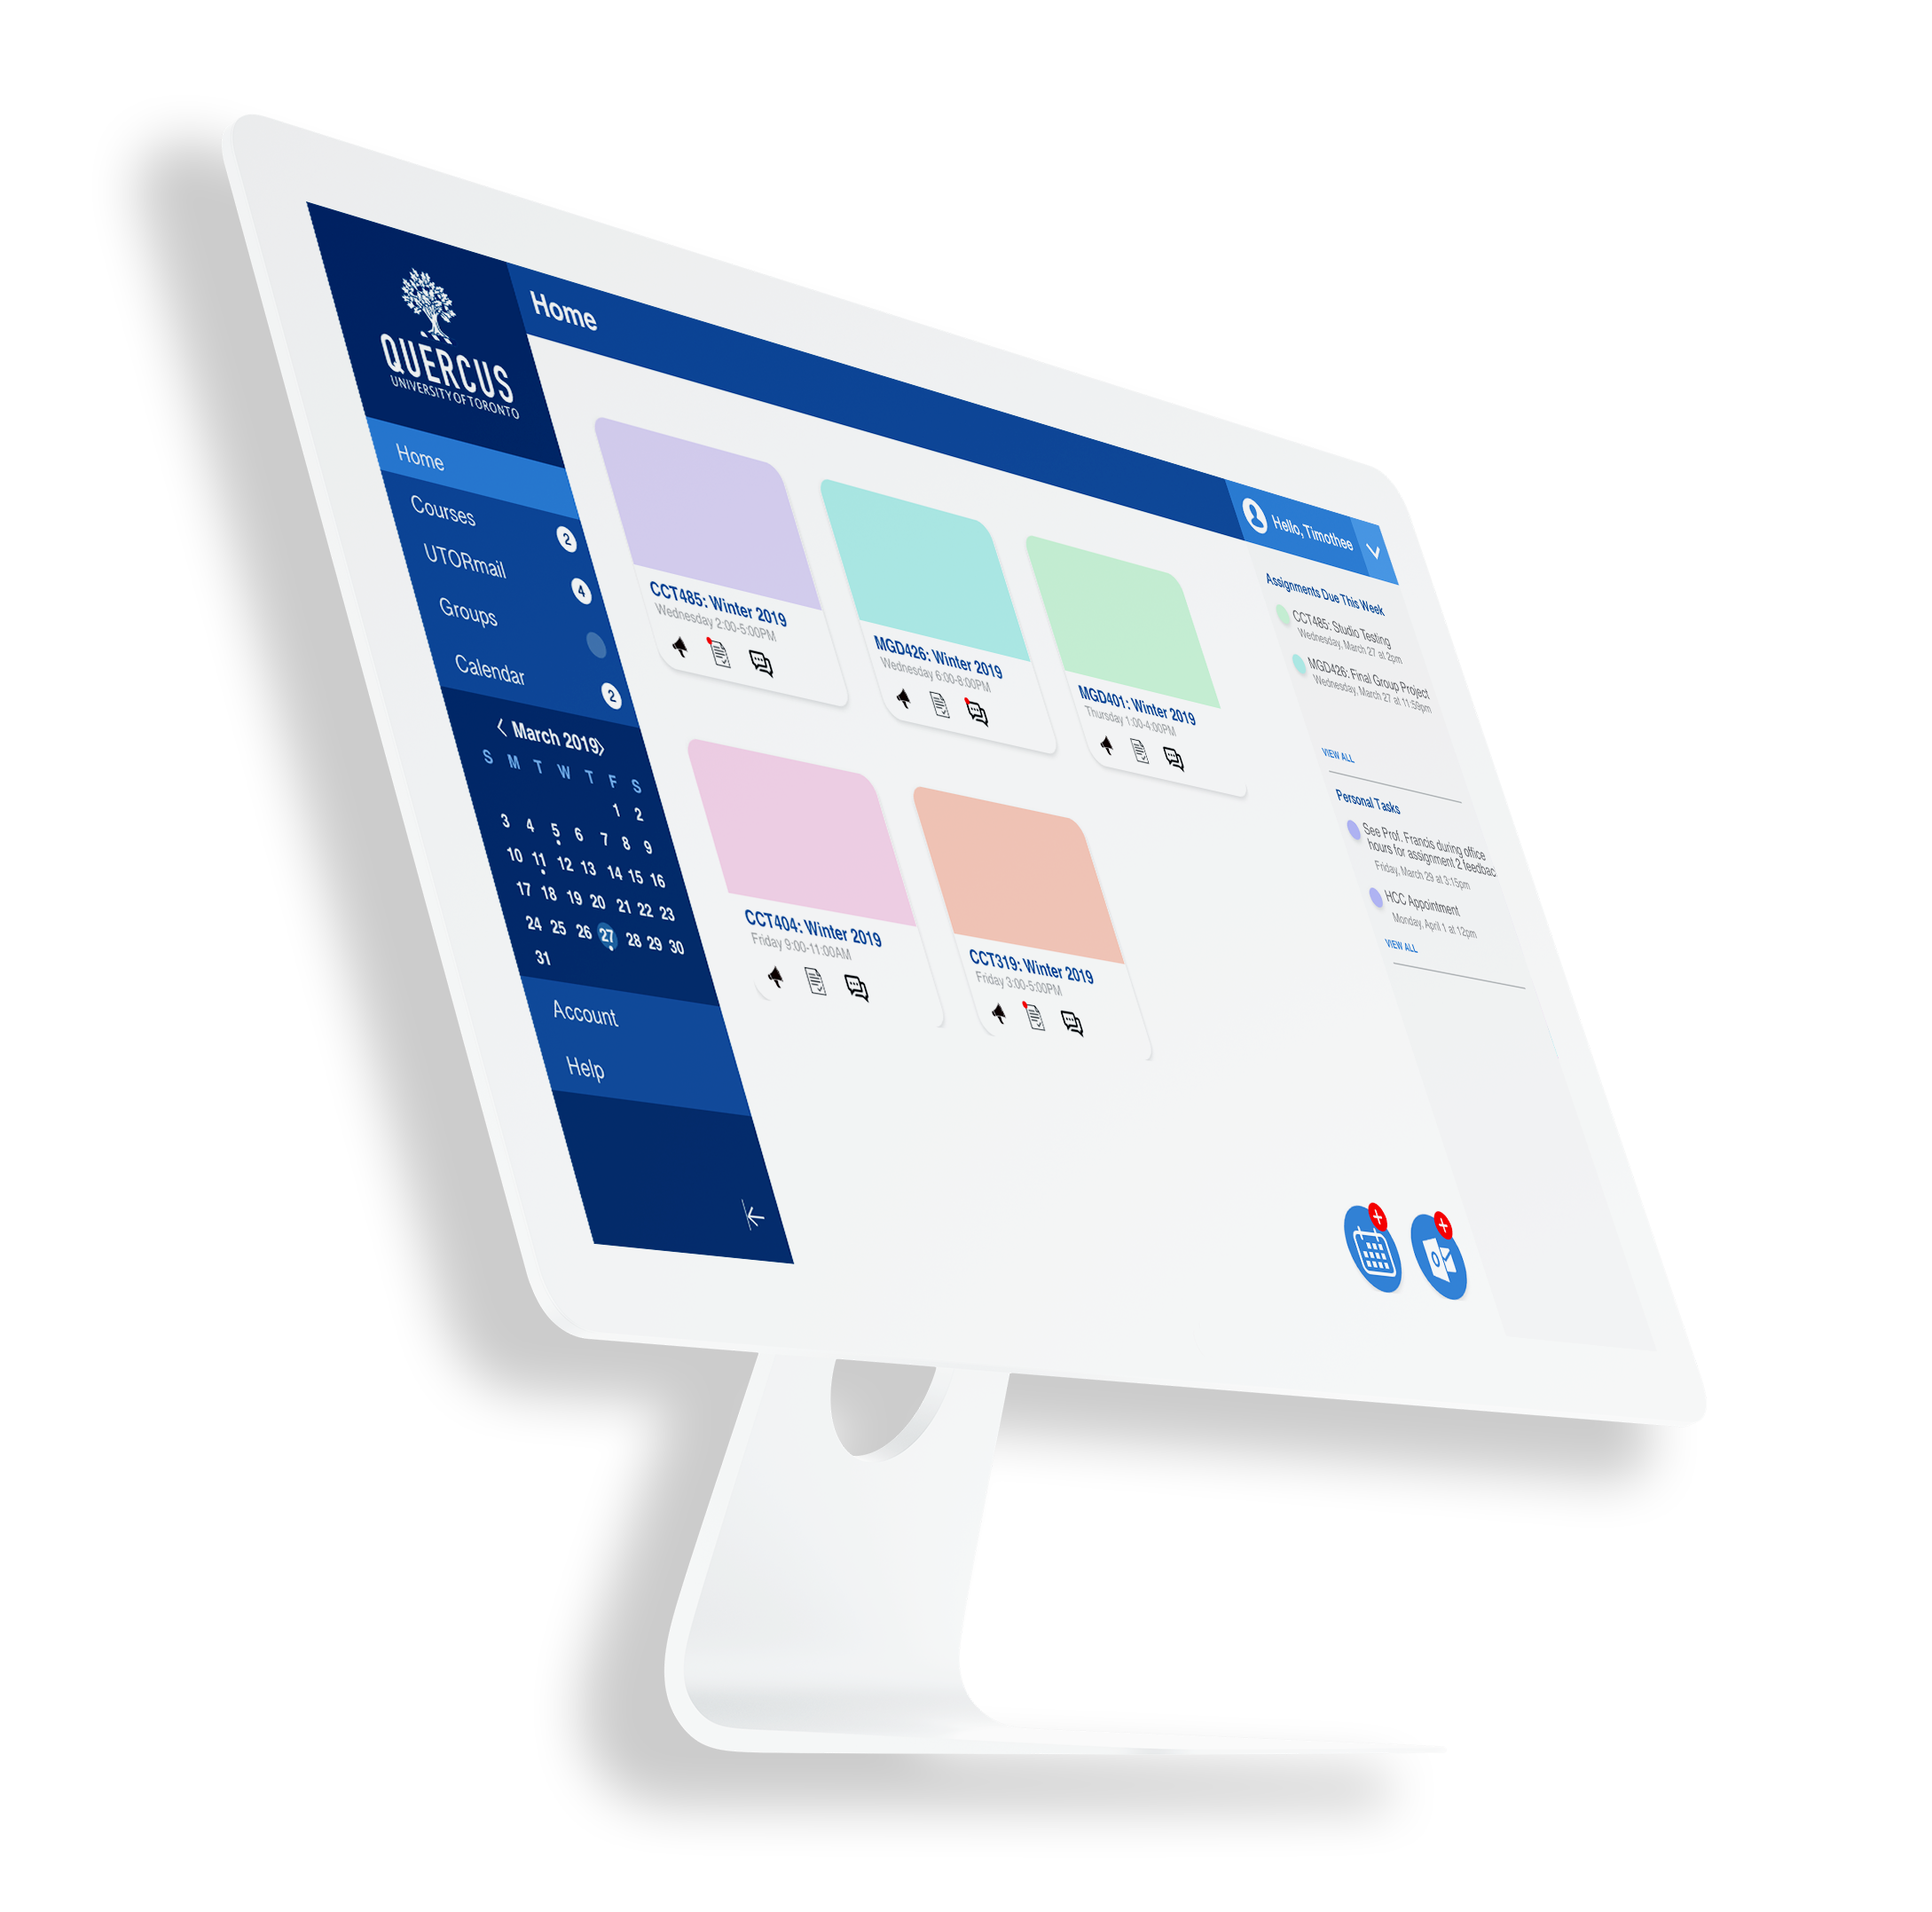 QUERCUS
UNIVERSITY OF TORONTO
Home
Courses
2
UTORmail
4
Groups
Calendar
2
March 2019
S M T W T F S
1 2
3 4 5 6 7 8 9
10 11 12 13 14 15 16
17 18 19 20 21 22 23
24 25 26 27 28 29 30
31
Account
Help
Home
CCT485: Winter 2019
Wednesday 2:00-5:00PM
MGD426: Winter 2019
Wednesday 6:00-8:00PM
MGD401: Winter 2019
Thursday 1:00-4:00PM
CCT404: Winter 2019
Friday 9:00-11:00AM
CCT319: Winter 2019
Friday 3:00-5:00PM
Hello, Timothee
Assignments Due This Week
CCT485: Studio Testing
Wednesday, March 27 at 2pm
MGD426: Final Group Project
Wednesday, March 27 at 11:59pm
VIEW ALL
Personal Tasks
See Prof. Francis during office
hours for assignment 2 feedbac
Friday, March 29 at 3:15pm
HCC Appointment
Monday, April 1 at 12pm
VIEW ALL